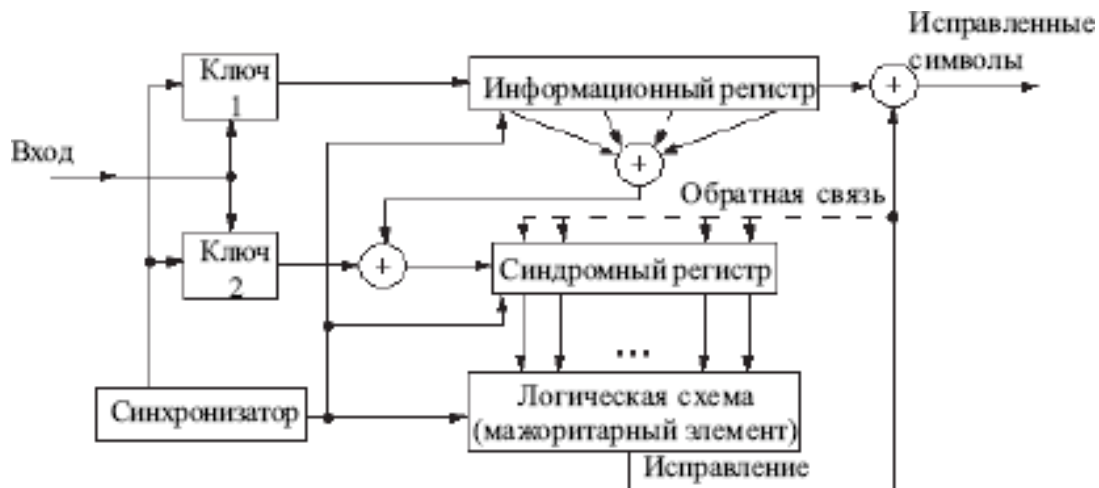 Исправленные
символы
Ключ
1
Информационный регистр
+
Вход
+
Обратная связь
Ключ
2
+
Синдромный регистр
...
Синхронизатор
Логическая схема
(мажоритарный элемент)
Исправление